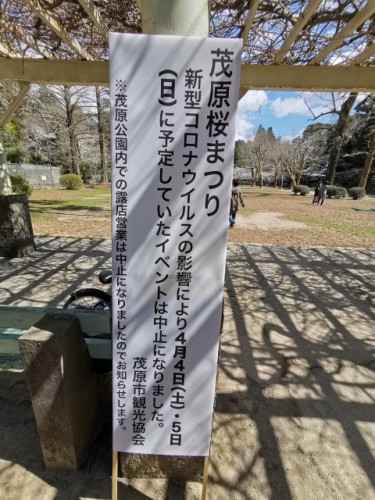 茂原桜まつり
新型コロナウイルスの影響により4月4日(土)・5日
(日)に予定していたイベントは中止になりました。
茂原市観光協会
※茂原公園内での露店営業は中止になりましたのでお知らせします。